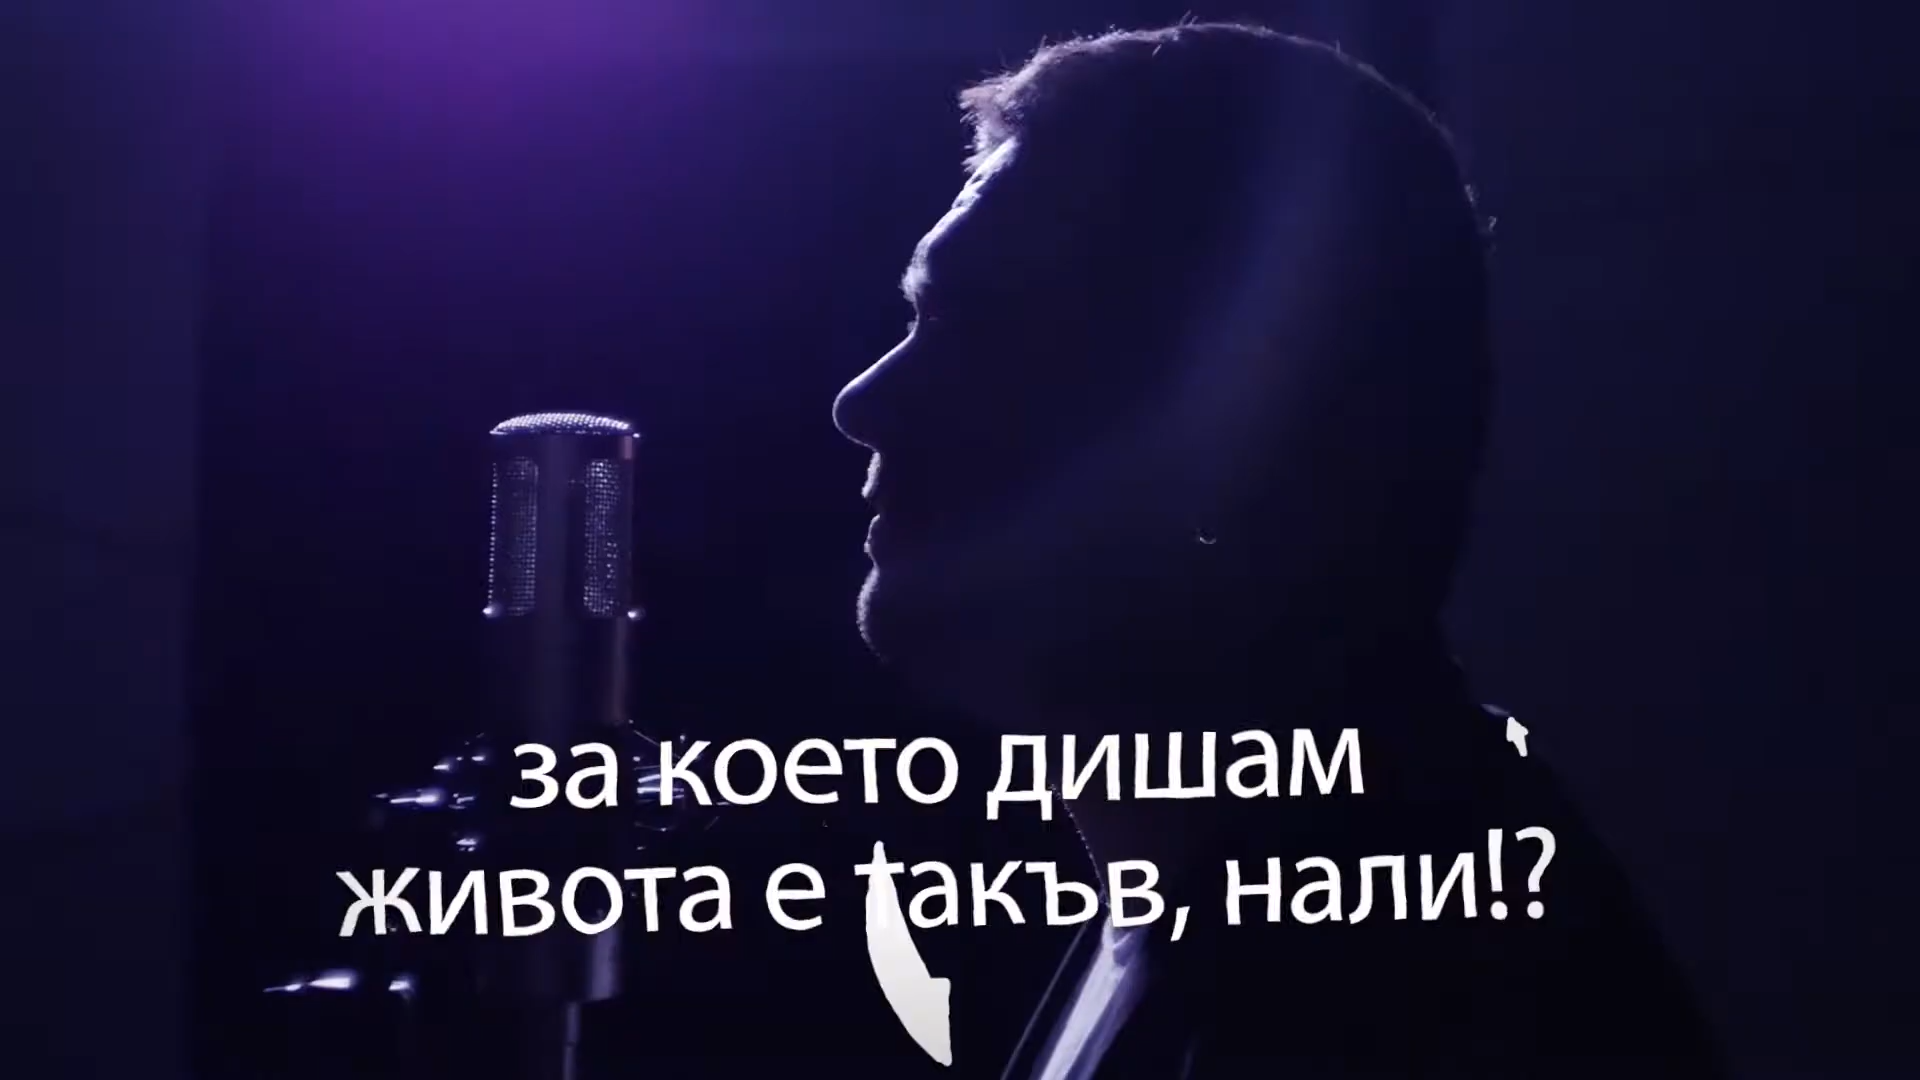 за което дишам
живота е такъв, нали!?